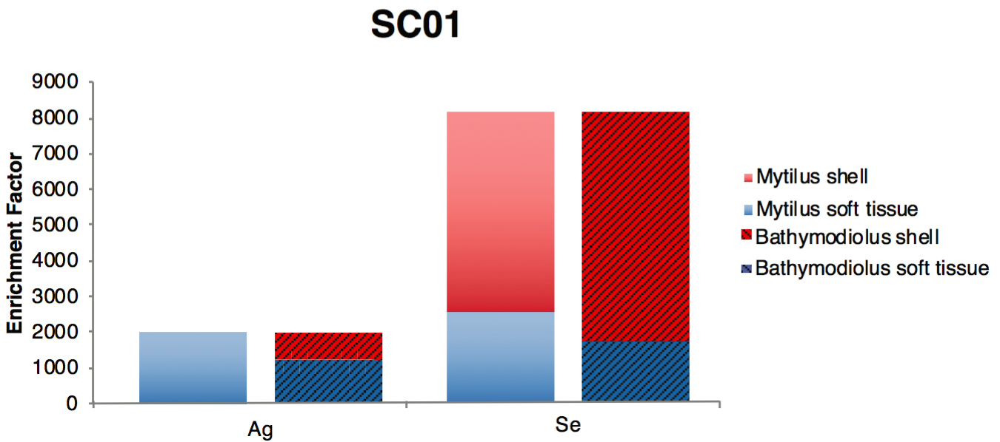 SC01
Enrichment Factor
9000
8000
7000
6000
5000
4000
3000
2000
1000
0
Ag
Se
Mytilus shell
Mytilus soft tissue
Bathymodiolus shell
Bathymodiolus soft tissue